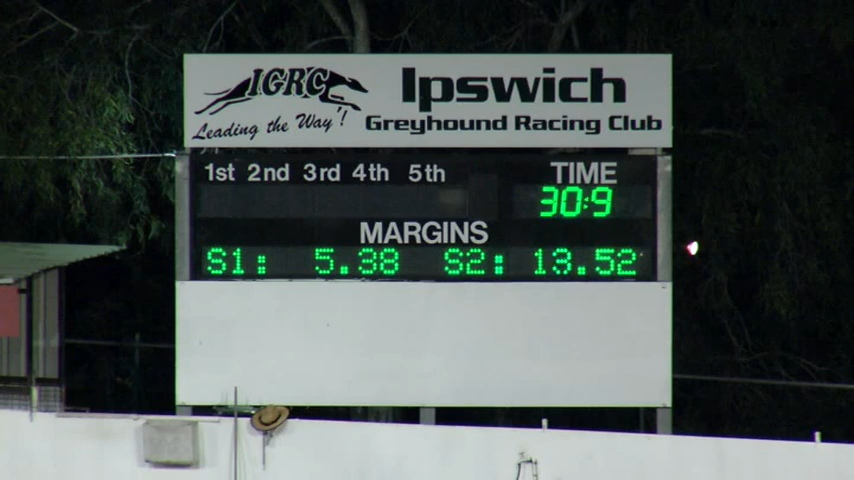 IGRC
Leading the Way'!
Ipswich
Greyhound Racing Club
1st 2nd 3rd 4th 5th TIME
30:9
MARGINS
S1: 5.38 S2: 13.52